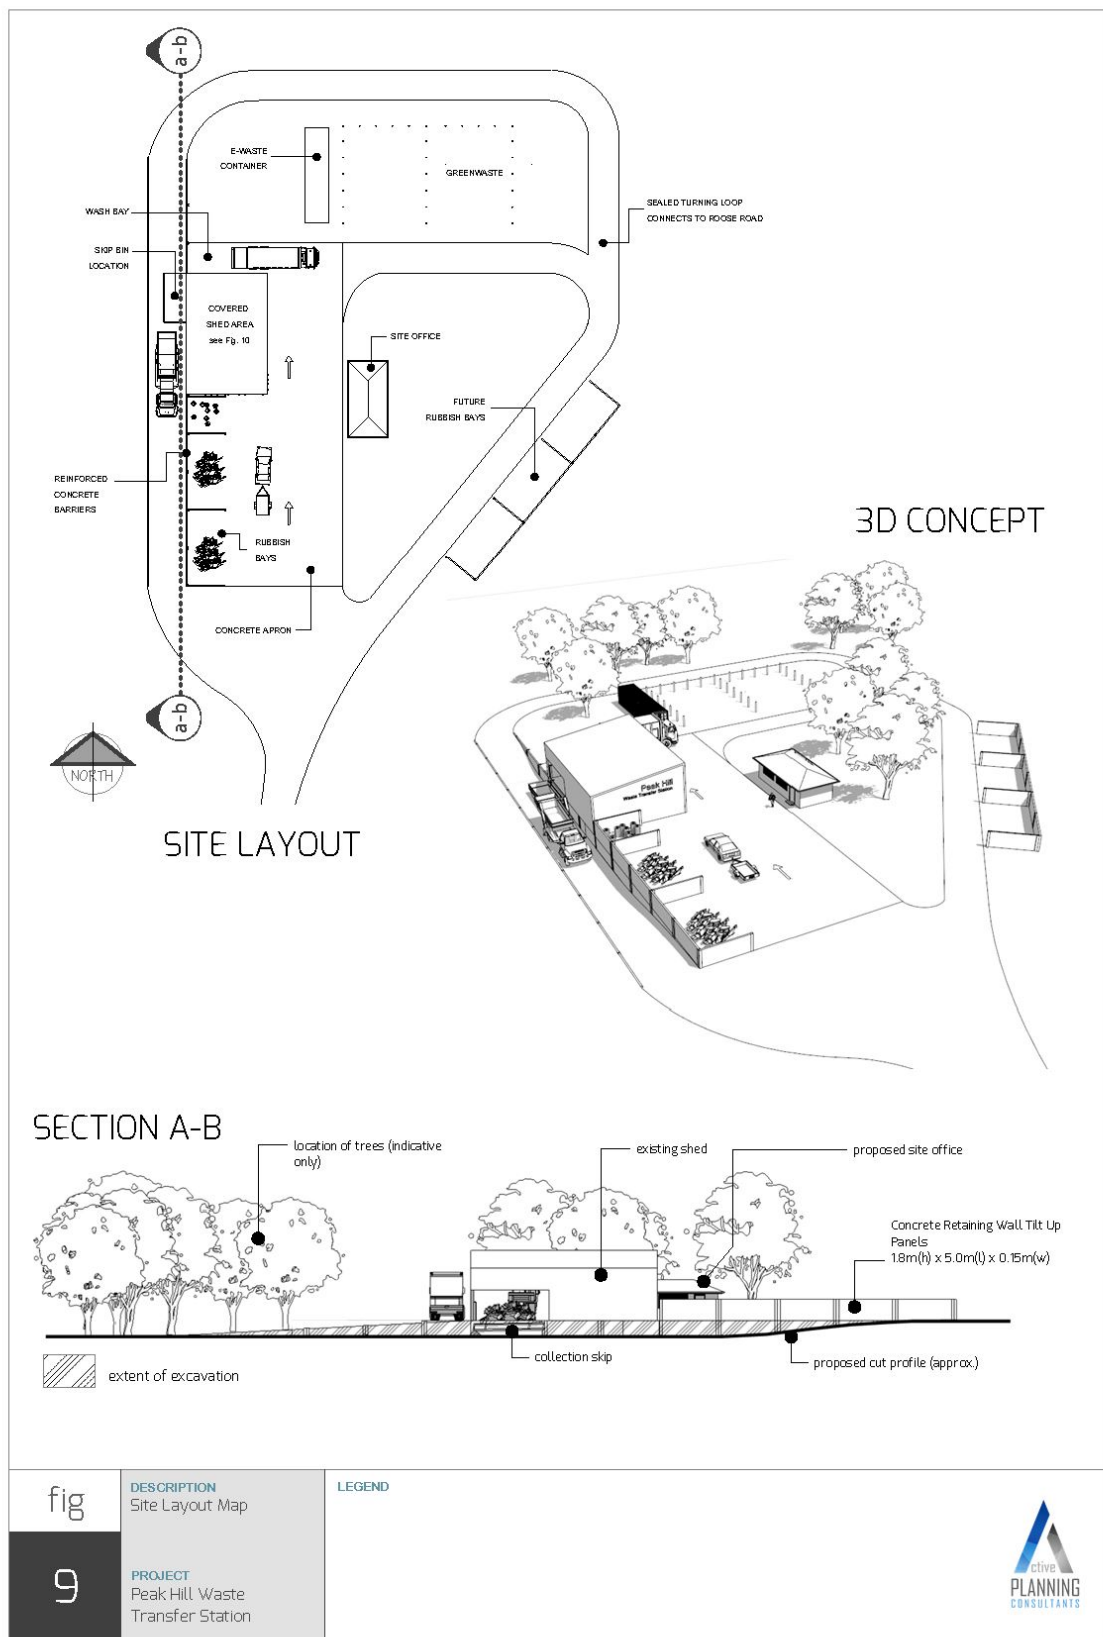 a-b
E-WASTE
CONTAINER
GREENWASTE
WASH BAY
SEALED TURNING LOOP
CONNECTS TO ROOSE ROAD
SKIP BIN
LOCATION
COVERED
SHED AREA
see Fg. 10
SITE OFFICE
FUTURE
RUBBISH BAYS
REINFORCED
CONCRETE
BARRIERS
RUBBISH
BAYS
CONCRETE APRON
a-b
NORTH
SITE LAYOUT
3D CONCEPT
Peak Hill
Waste Transfer Station
SECTION A-B
location of trees (indicative
only)
existing shed
proposed site office
Concrete Retaining Wall Tilt Up
Panels
1.8m(h) x 5.0m(l) x 0.15m(w)
collection skip
proposed cut profile (approx.)
extent of excavation
fig
9
DESCRIPTION
Site Layout Map
PROJECT
Peak Hill Waste
Transfer Station
LEGEND
Active
PLANNING
CONSULTANTS